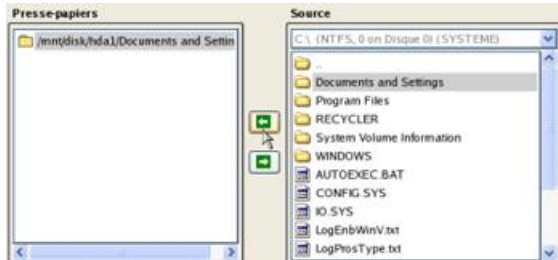 Presse-papiers
/mnt/disk/hda1/Documents and Settin
Source
C:\ (NTFS, 0 on Disque 0) (SYSTEME)
..
Documents and Settings
Program Files
RECYCLER
System Volume Information
WINDOWS
AUTOEXEC.BAT
CONFIG.SYS
IO.SYS
LogEnbWinV.txt
LogProsType.txt